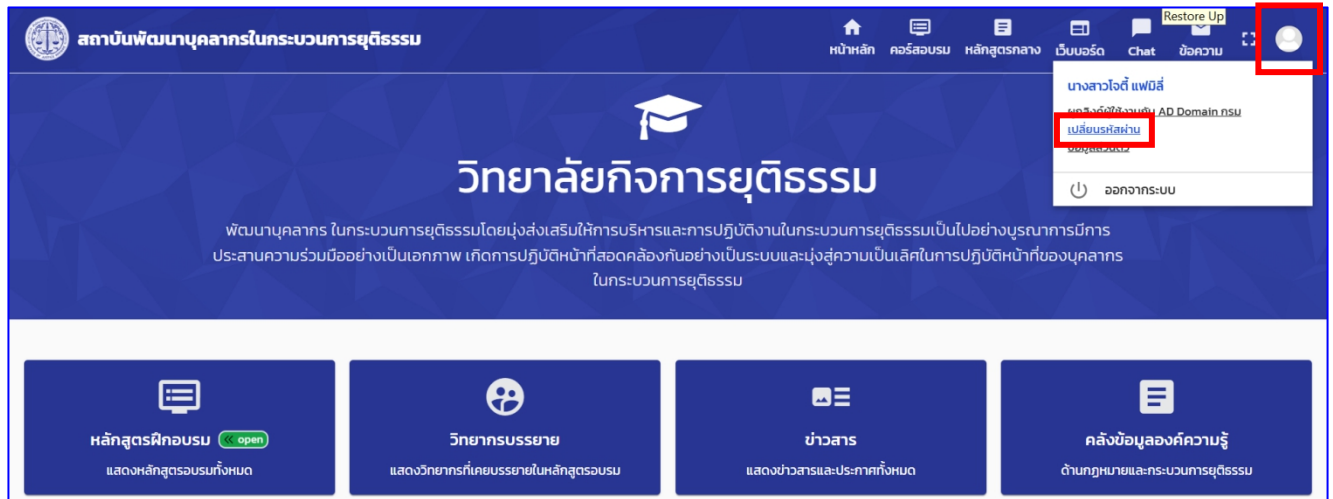 สถาบันพัฒนาบุคลากรในกระบวนการยุติธรรม
หน้าหลัก คอร์สอบรม หลักสูตรกลาง เว็บบอร์ด Chat ข้อความ
Restore Up
นางสาวโจตี้ แฟมิลี่
AD Domain กรม
เปลี่ยนรหัสผ่าน
ข้อมูลส่วนตัว
ออกจากระบบ
วิทยาลัยกิจการยุติธรรม
พัฒนาบุคลากร ในกระบวนการยุติธรรมโดยมุ่งส่งเสริมให้การบริหารและการปฏิบัติงานในกระบวนการยุติธรรมเป็นไปอย่างบูรณาการมีการ
ประสานความร่วมมืออย่างเป็นเอกภาพ เกิดการปฏิบัติหน้าที่สอดคล้องกันอย่างเป็นระบบและมุ่งสู่ความเป็นเลิศในการปฏิบัติหน้าที่ของบุคลากร
ในกระบวนการยุติธรรม
หลักสูตรฝึกอบรม « open
แสดงหลักสูตรอบรมทั้งหมด
วิทยากรบรรยาย
แสดงวิทยากรที่เคยบรรยายในหลักสูตรอบรม
ข่าวสาร
แสดงข่าวสารและประกาศทั้งหมด
คลังข้อมูลองค์ความรู้
ด้านกฎหมายและกระบวนการยุติธรรม